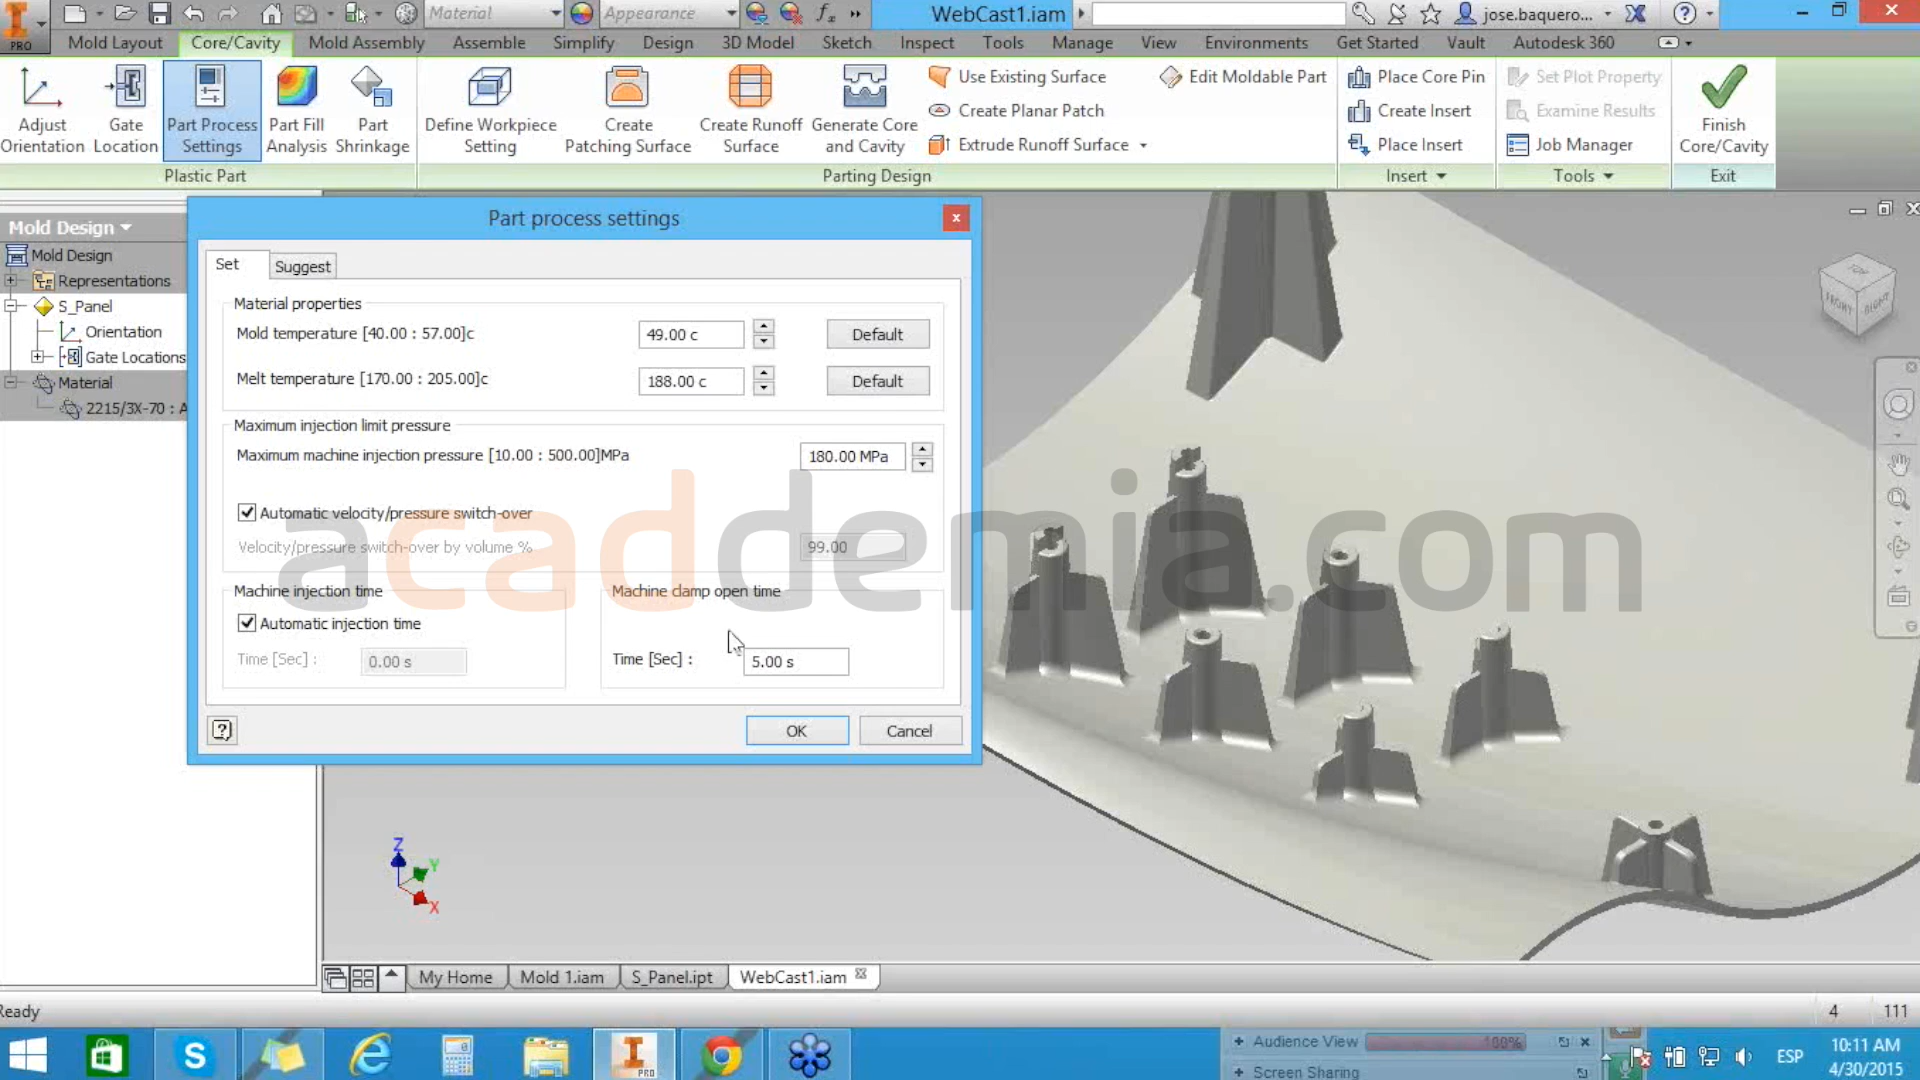 Material
Appearance
WebCast1.iam
jose.baquero...
PRO
Mold Layout
Core/Cavity
Mold Assembly
Assemble
Simplify
Design
3D Model
Sketch
Inspect
Tools
Manage
View
Environments
Get Started
Vault
Autodesk 360
Adjust
Orientation
Gate
Location
Part Process
Settings
Part Fill
Analysis
Part
Shrinkage
Define Workpiece
Setting
Create
Patching Surface
Create Runoff
Surface
Generate Core
and Cavity
Use Existing Surface
Create Planar Patch
Extrude Runoff Surface
Edit Moldable Part
Place Core Pin
Create Insert
Place Insert
Set Plot Property
Examine Results
Job Manager
Finish
Core/Cavity
Plastic Part
Parting Design
Insert
Tools
Exit
Mold Design
Mold Design
Representations
S_Panel
Orientation
Gate Locations
Material
2215/3X-70 : A
Part process settings
x
Set
Suggest
Material properties
Mold temperature [40.00 : 57.00]c
49.00 c
Default
Melt temperature [170.00 : 205.00]c
188.00 c
Default
Maximum injection limit pressure
Maximum machine injection pressure [10.00 : 500.00]MPa
180.00 MPa
Automatic velocity/pressure switch-over
Velocity/pressure switch-over by volume %
99.00
Machine injection time
Automatic injection time
Time [Sec] :
0.00 s
Machine clamp open time
Time [Sec] :
5.00 s
OK
Cancel
acaddemia.com
FRONT
RIGHT
Z
Y
X
My Home
Mold 1.iam
S_Panel.ipt
WebCast1.iam
Ready
4
111
Audience View
100%
Screen Sharing
PRO
ESP
10:11 AM
4/30/2015